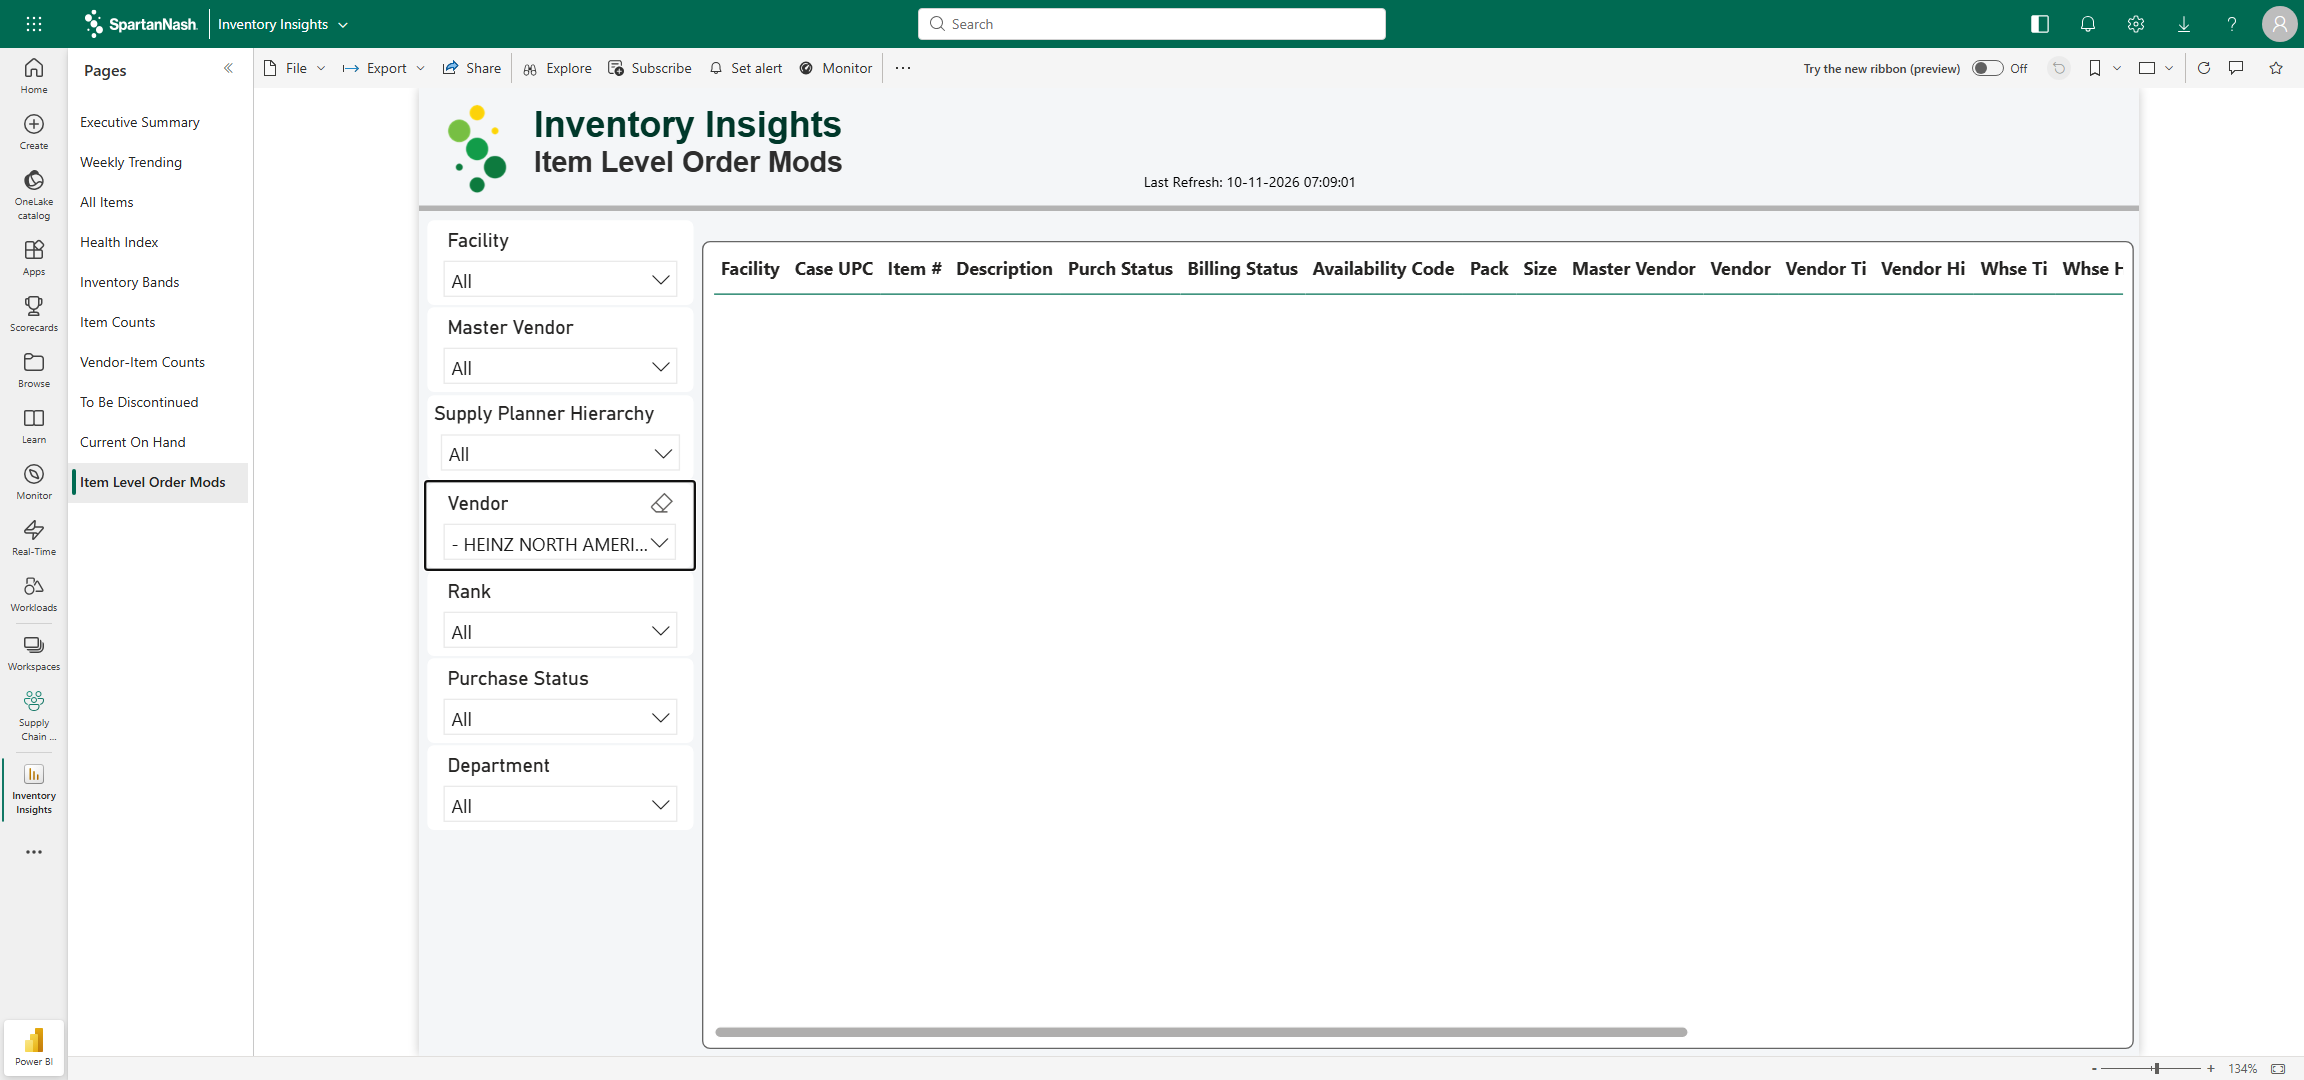 SpartanNash
Inventory Insights
Search
Home
Create
OneLake
catalog
Apps
Scorecards
Browse
Learn
Monitor
Real-Time
Workloads
Workspaces
Supply
Chain ...
Inventory
Insights
Power BI
Pages
Executive Summary
Weekly Trending
All Items
Health Index
Inventory Bands
Item Counts
Vendor-Item Counts
To Be Discontinued
Current On Hand
Item Level Order Mods
File Export Share Explore Subscribe Set alert Monitor ...
Try the new ribbon (preview) Off
Inventory Insights
Item Level Order Mods
Last Refresh: 10-11-2026 07:09:01
Facility
All
Master Vendor
All
Supply Planner Hierarchy
All
Vendor
- HEINZ NORTH AMERI...
Rank
All
Purchase Status
All
Department
All
Facility Case UPC Item # Description Purch Status Billing Status Availability Code Pack Size Master Vendor Vendor Vendor Ti Vendor Hi Whse Ti Whse H
- + 134%